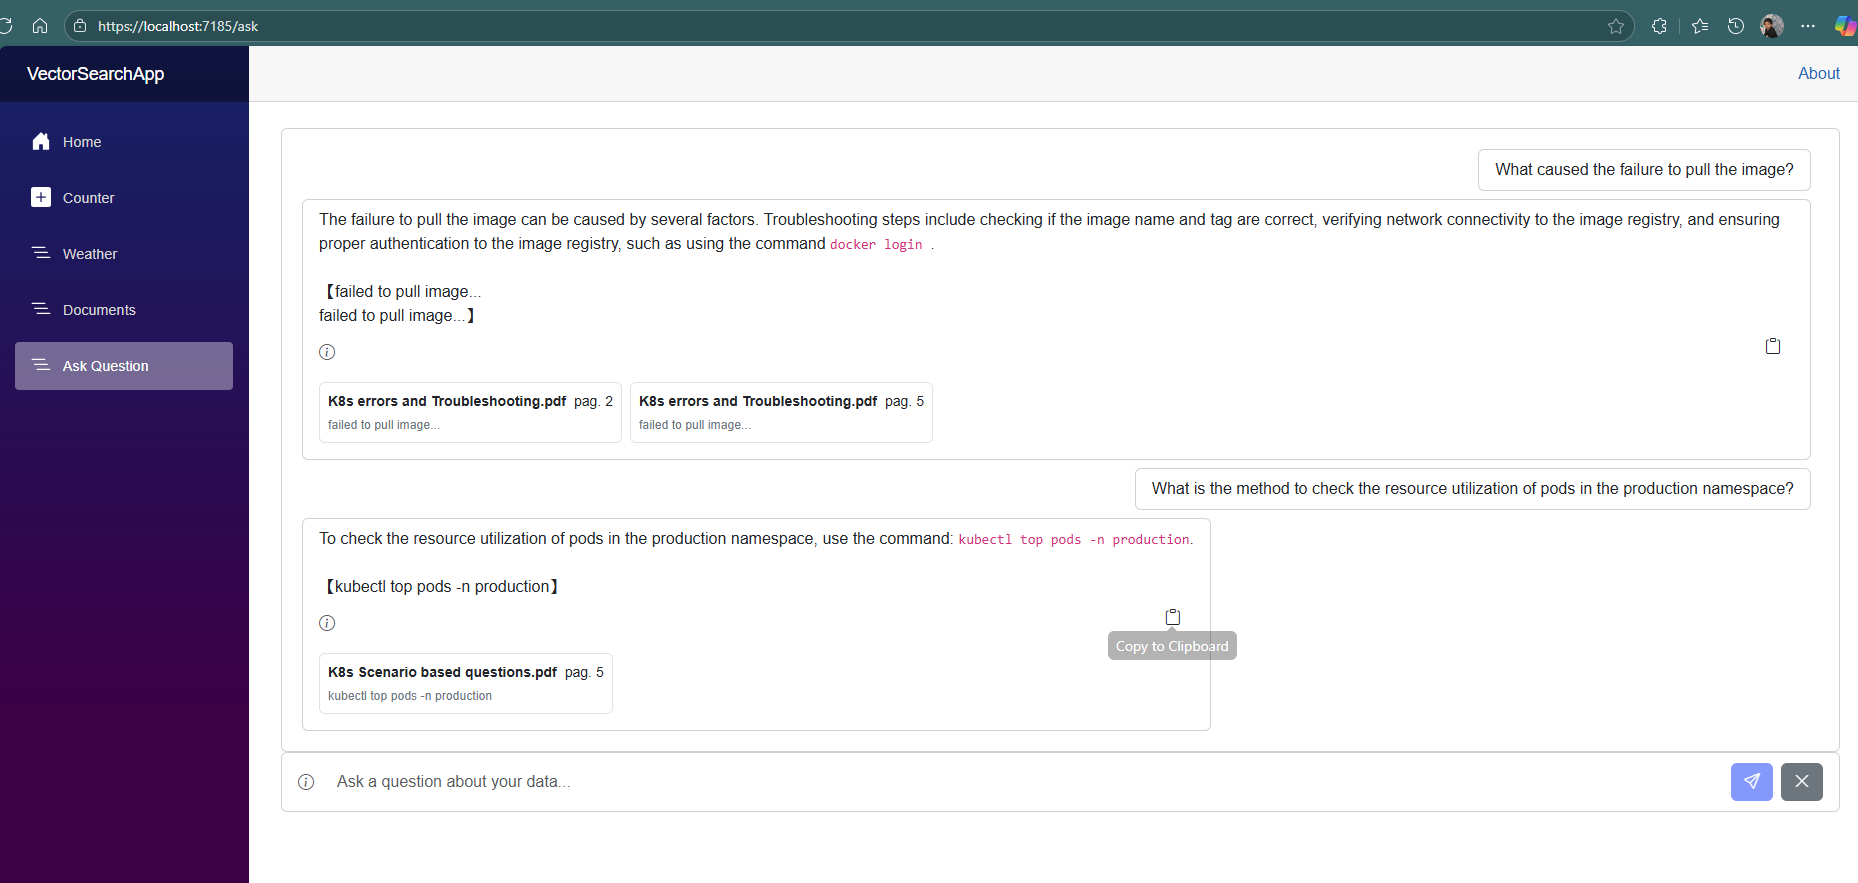 https://localhost:7185/ask
VectorSearchApp
About
Home
Counter
Weather
Documents
Ask Question
What caused the failure to pull the image?
The failure to pull the image can be caused by several factors. Troubleshooting steps include checking if the image name and tag are correct, verifying network connectivity to the image registry, and ensuring
proper authentication to the image registry, such as using the command docker login .
【failed to pull image...
failed to pull image...】
K8s errors and Troubleshooting.pdf pag. 2
failed to pull image...
K8s errors and Troubleshooting.pdf pag. 5
failed to pull image...
What is the method to check the resource utilization of pods in the production namespace?
To check the resource utilization of pods in the production namespace, use the command: kubectl top pods -n production.
【kubectl top pods -n production】
Copy to Clipboard
K8s Scenario based questions.pdf pag. 5
kubectl top pods -n production
Ask a question about your data...